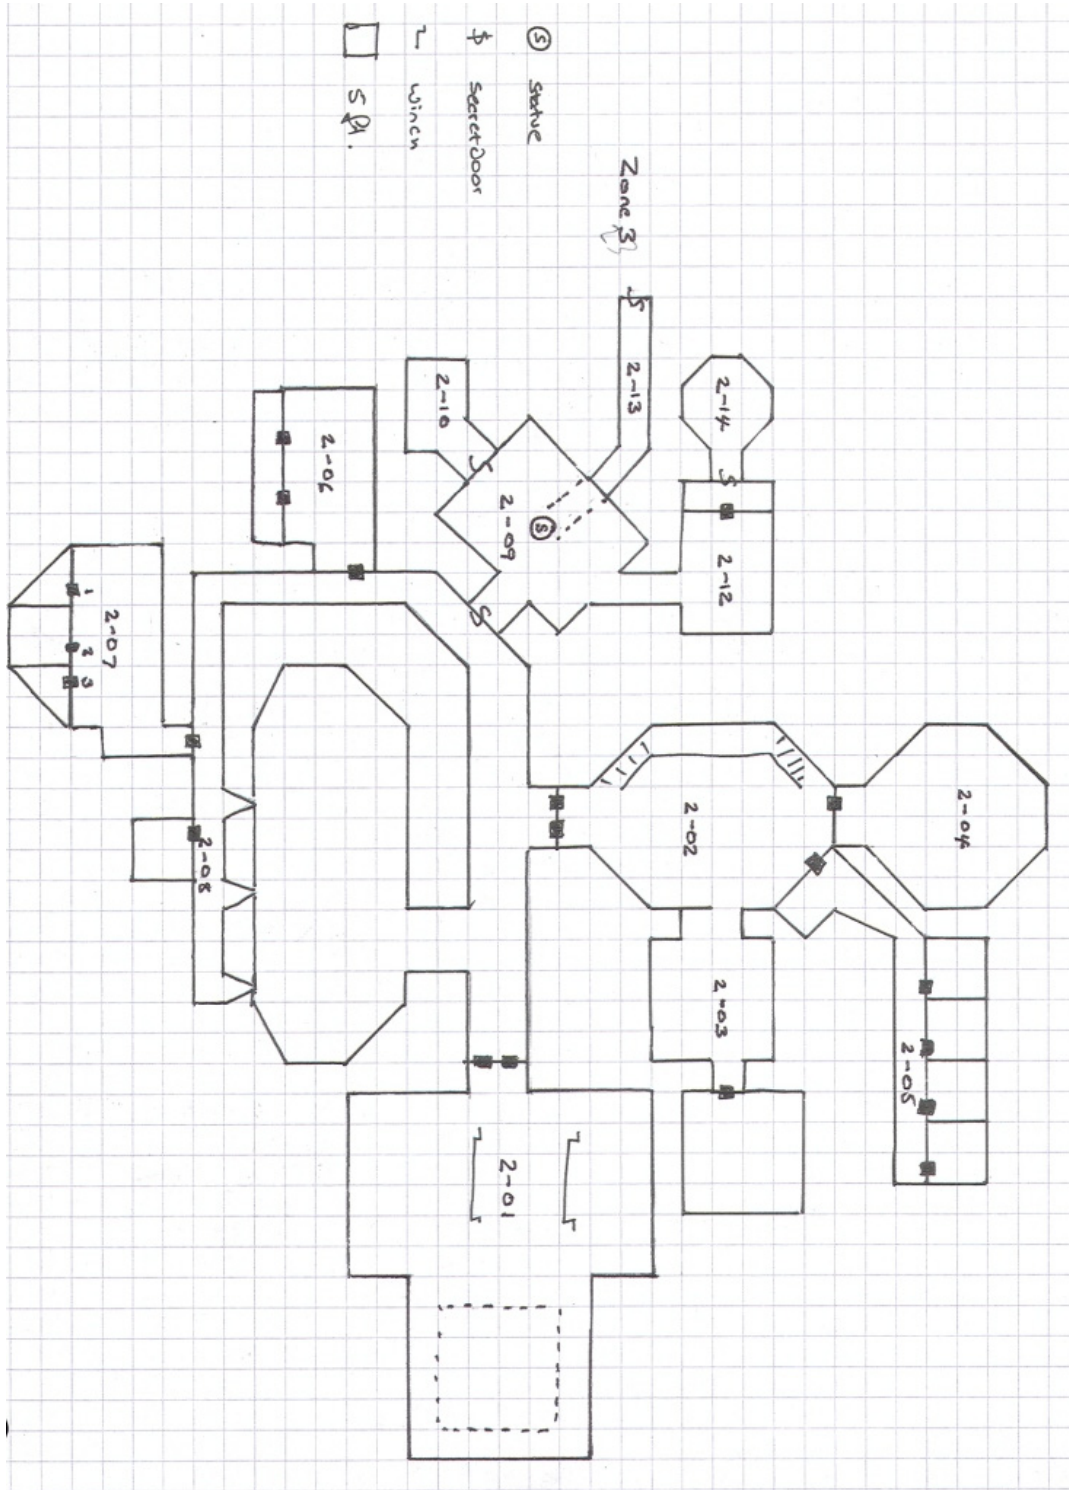 2-04
2-05
2-14
S
2-12
2-03
2-02
Zone 3
S
2-13
S Statue
S
2-09
2-01
$ Secret Door
S
S
2-10
winch
5 ft.
2-06
2-08
2-07
1
2
3